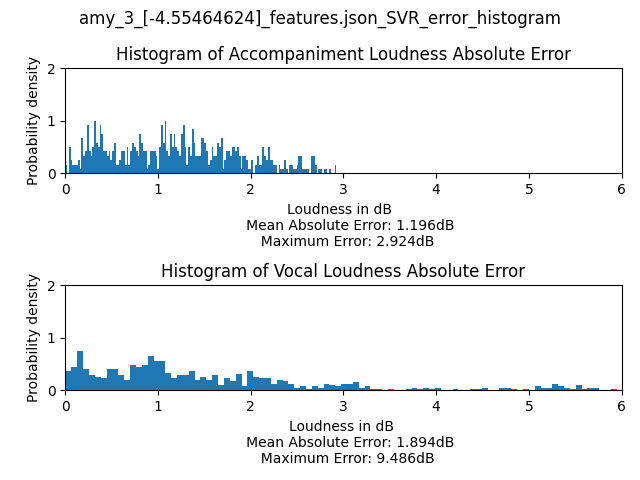 amy_3_[-4.55464624]_features.json_SVR_error_histogram
Histogram of Accompaniment Loudness Absolute Error
Probability density
2
1
0
0 1 2 3 4 5 6
Loudness in dB
Mean Absolute Error: 1.196dB
Maximum Error: 2.924dB
Histogram of Vocal Loudness Absolute Error
Probability density
2
1
0
0 1 2 3 4 5 6
Loudness in dB
Mean Absolute Error: 1.894dB
Maximum Error: 9.486dB